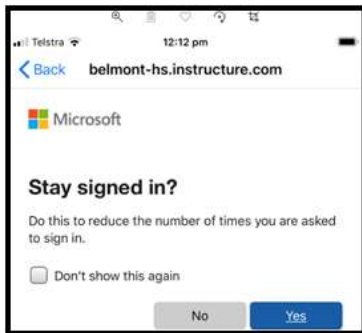 Telstra
12:12 pm
Back belmont-hs.instructure.com
Microsoft
Stay signed in?
Do this to reduce the number of times you are asked
to sign in.
Don't show this again
No Yes